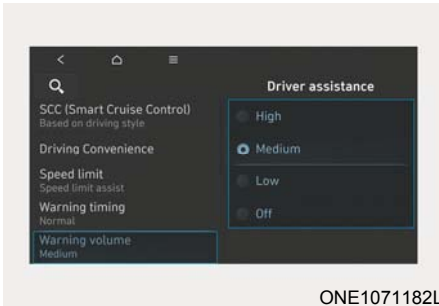 Driver assistance
SCC (Smart Cruise Control)
Based on driving style
Driving Convenience
Speed limit
Speed limit assist
Warning timing
Normal
Warning volume
Medium
High
Medium
Low
Off
ONE1071182L